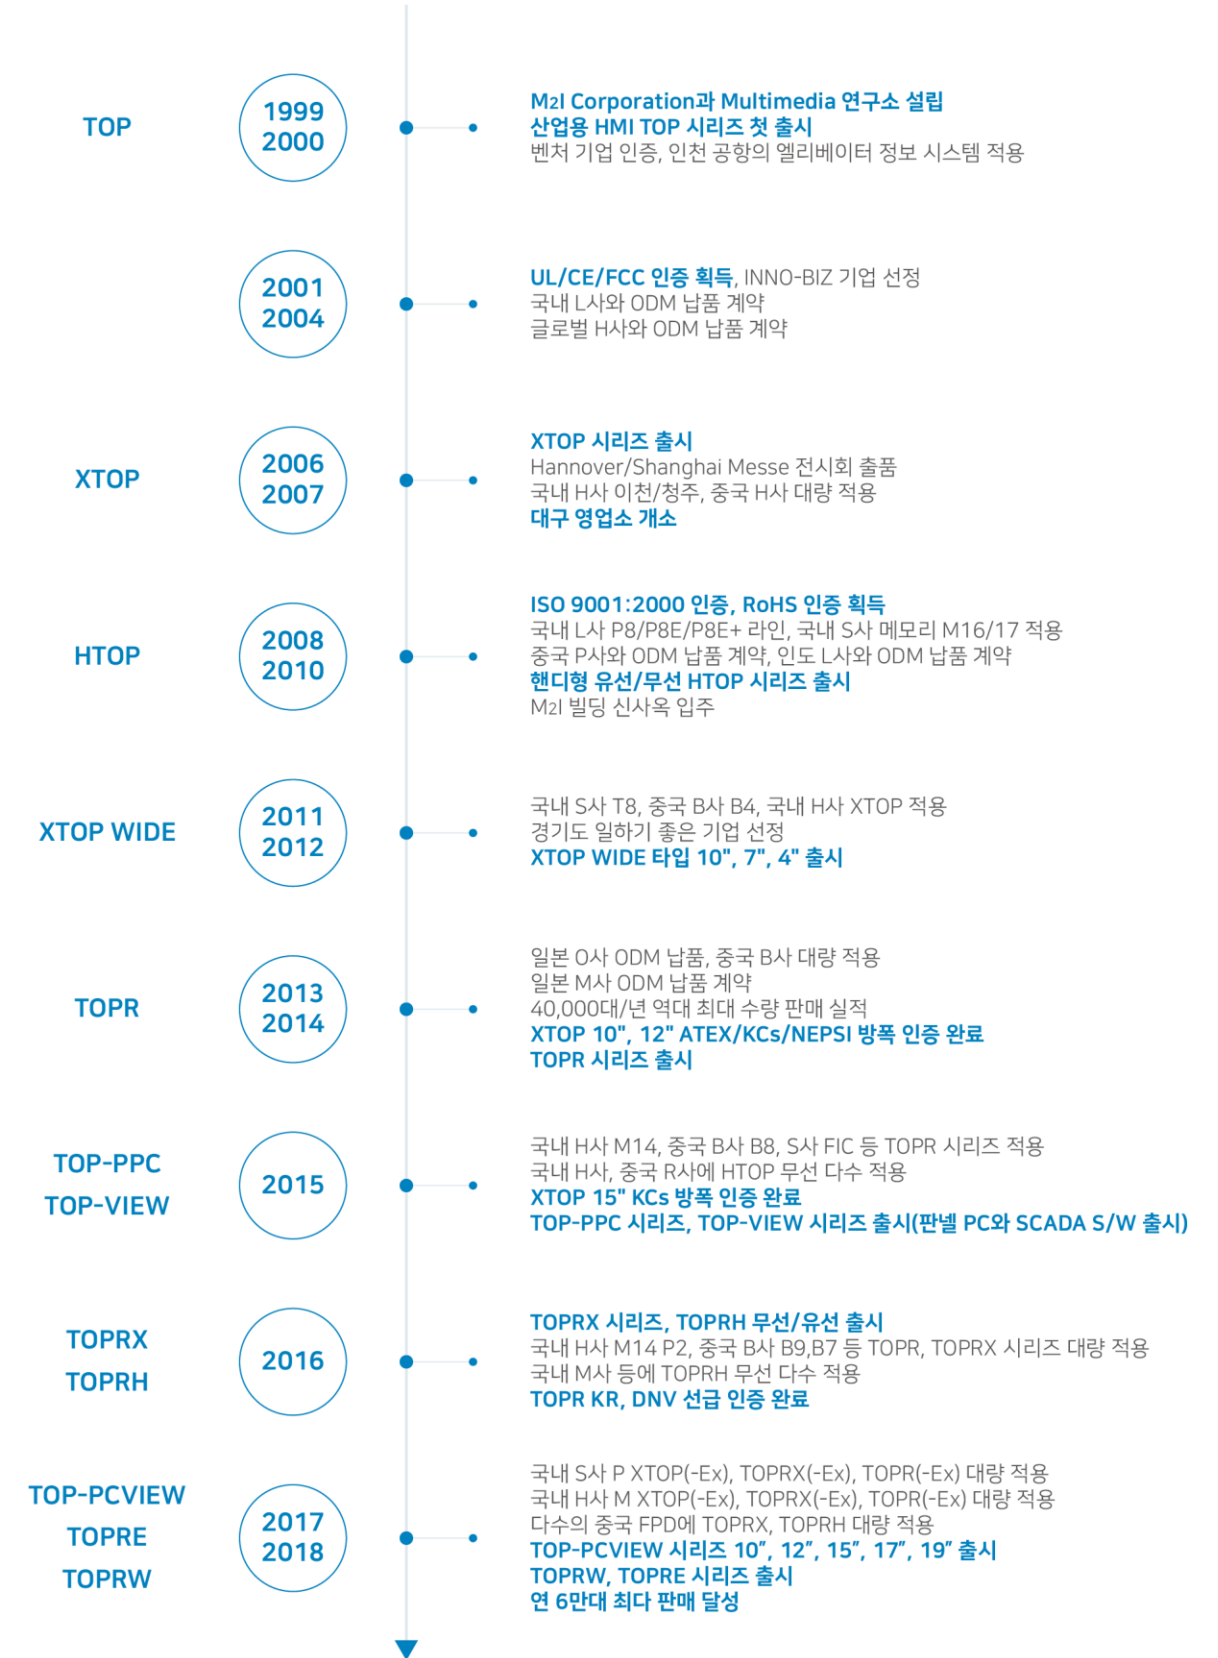 TOP
1999
2000
M2I Corporation과 Multimedia 연구소 설립
산업용 HMI TOP 시리즈 첫 출시
벤처 기업 인증, 인천 공항의 엘리베이터 정보 시스템 적용
2001
2004
UL/CE/FCC 인증 획득, INNO-BIZ 기업 선정
국내 L사와 ODM 납품 계약
글로벌 H사와 ODM 납품 계약
XTOP
2006
2007
XTOP 시리즈 출시
Hannover/Shanghai Messe 전시회 출품
국내 H사 이천/청주, 중국 H사 대량 적용
대구 영업소 개소
HTOP
2008
2010
ISO 9001:2000 인증, RoHS 인증 획득
국내 L사 P8/P8E/P8E+ 라인, 국내 S사 메모리 M16/17 적용
중국 P사와 ODM 납품 계약, 인도 L사와 ODM 납품 계약
핸디형 유선/무선 HTOP 시리즈 출시
M2I 빌딩 신사옥 입주
XTOP WIDE
2011
2012
국내 S사 T8, 중국 B사 B4, 국내 H사 XTOP 적용
경기도 일하기 좋은 기업 선정
XTOP WIDE 타입 10", 7", 4" 출시
TOPR
2013
2014
일본 O사 ODM 납품, 중국 B사 대량 적용
일본 M사 ODM 납품 계약
40,000대/년 역대 최대 수량 판매 실적
XTOP 10", 12" ATEX/KCs/NEPSI 방폭 인증 완료
TOPR 시리즈 출시
TOP-PPC
TOP-VIEW
2015
국내 H사 M14, 중국 B사 B8, S사 FIC 등 TOPR 시리즈 적용
국내 H사, 중국 R사에 HTOP 무선 다수 적용
XTOP 15" KCs 방폭 인증 완료
TOP-PPC 시리즈, TOP-VIEW 시리즈 출시(판넬 PC와 SCADA S/W 출시)
TOPRX
TOPRH
2016
TOPRX 시리즈, TOPRH 무선/유선 출시
국내 H사 M14 P2, 중국 B사 B9,B7 등 TOPR, TOPRX 시리즈 대량 적용
국내 M사 등에 TOPRH 무선 다수 적용
TOPR KR, DNV 선급 인증 완료
TOP-PCVIEW
TOPRE
TOPRW
2017
2018
국내 S사 P XTOP(-Ex), TOPRX(-Ex), TOPR(-Ex) 대량 적용
국내 H사 M XTOP(-Ex), TOPRX(-Ex), TOPR(-Ex) 대량 적용
다수의 중국 FPD에 TOPRX, TOPRH 대량 적용
TOP-PCVIEW 시리즈 10″, 12″, 15″, 17″, 19″ 출시
TOPRW, TOPRE 시리즈 출시
연 6만대 최다 판매 달성